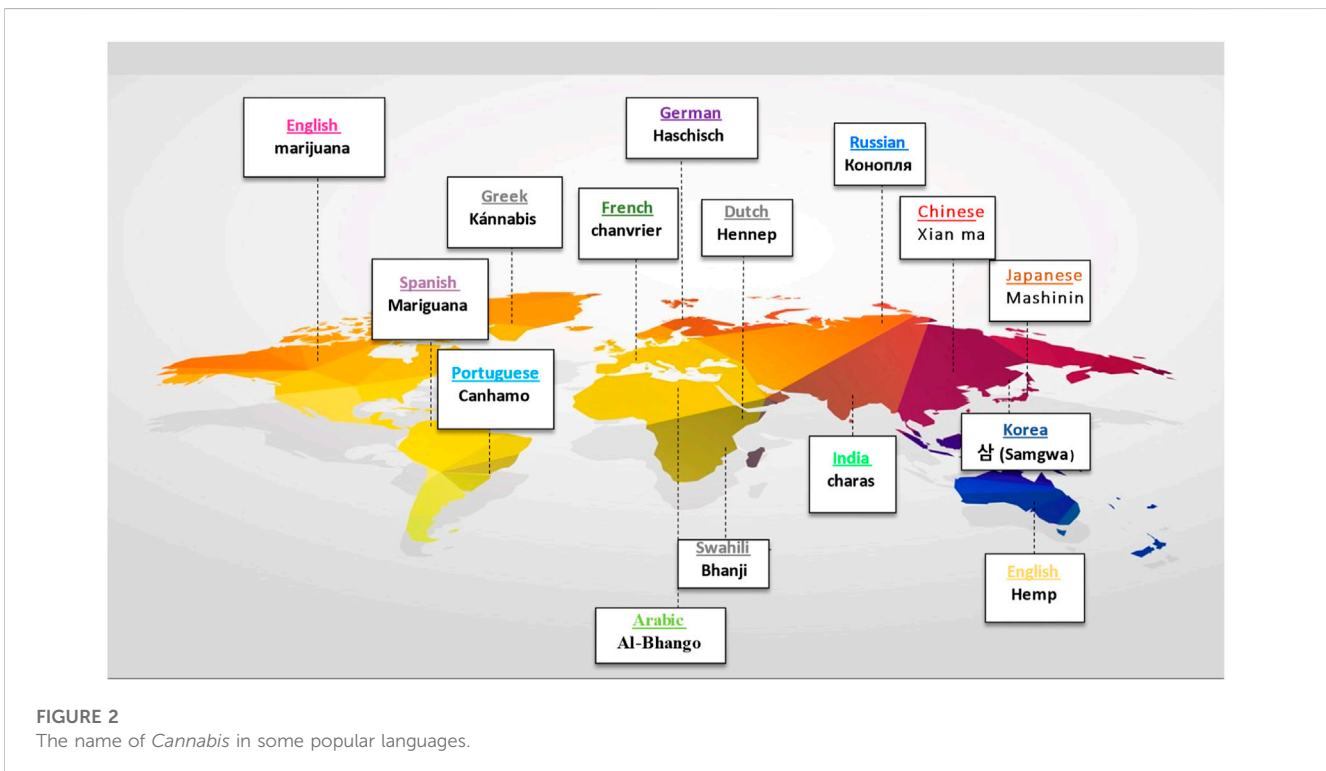 English
marijuana
German
Haschisch
Russian
Конопля
Greek
Kánnabis
French
chanvrier
Dutch
Hennep
Chinese
Xian ma
Spanish
Mariguana
Japanese
Mashinin
Portuguese
Canhamo
Korea
삼 (Samgwa)
India
charas
Swahili
Bhanji
English
Hemp
Arabic
Al-Bhango
FIGURE 2
The name of Cannabis in some popular languages.